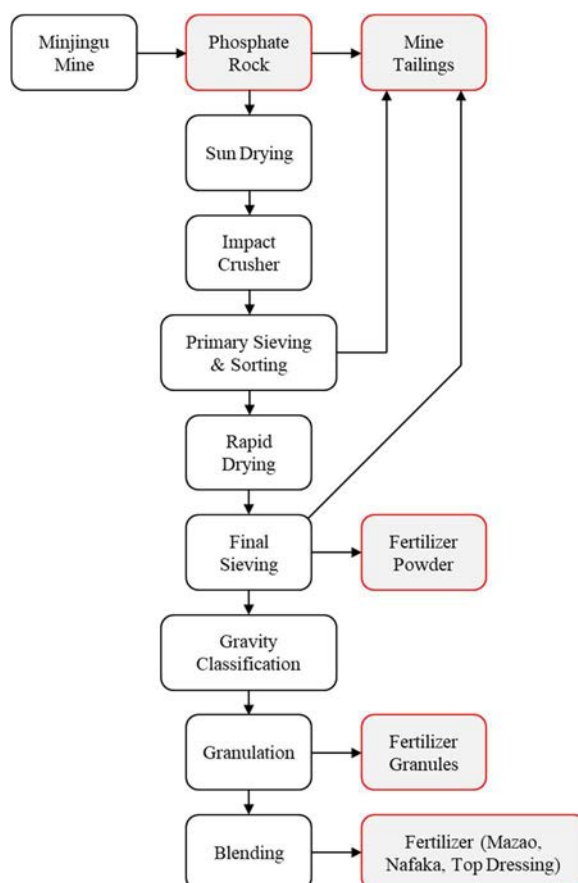 Minjingu
Mine
Phosphate
Rock
Mine
Tailings
Sun Drying
Impact
Crusher
Primary Sieving
& Sorting
Rapid
Drying
Final
Sieving
Fertilizer
Powder
Gravity
Classification
Granulation
Fertilizer
Granules
Blending
Fertilizer (Mazao,
Nafaka, Top Dressing)